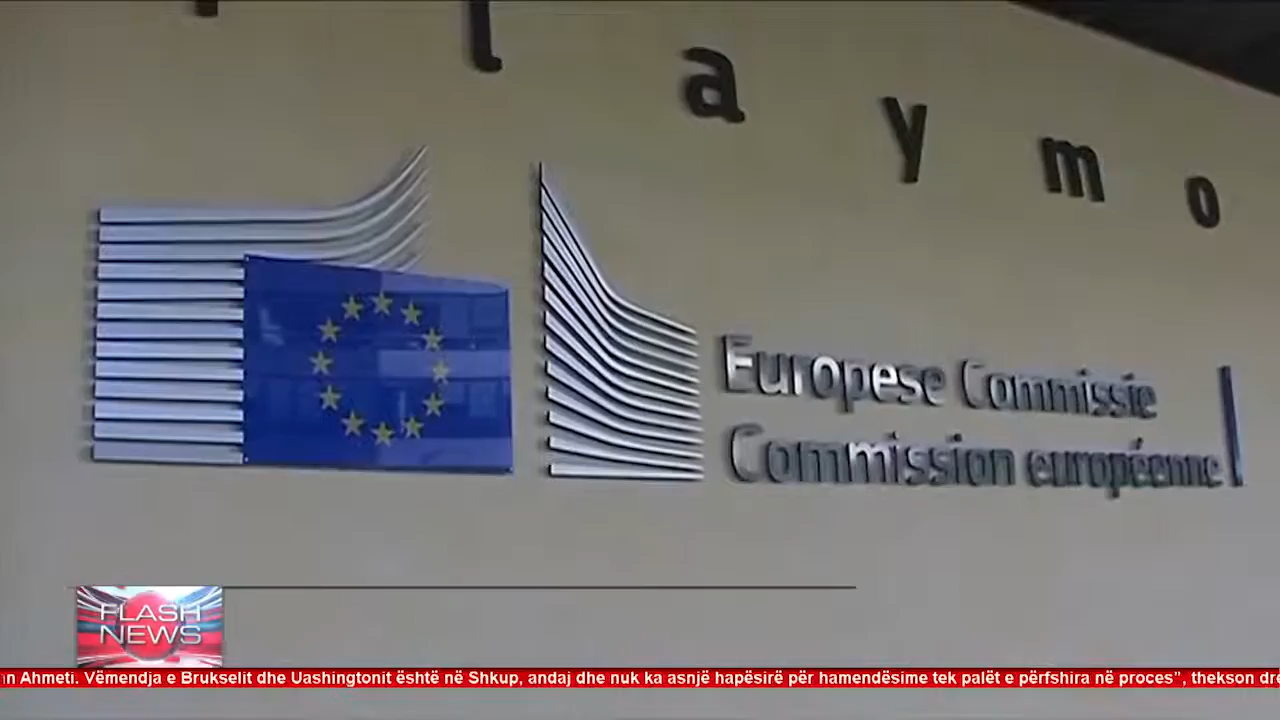 l a y m o
Europese Commissie
Commission européenne
FLASH
NEWS
Ahmeti. Vëmendja e Brukselit dhe Uashingtonit është në Shkup, andaj dhe nuk ka asnjë hapësirë për hamendësime tek palët e përfshira në proces”, thekson